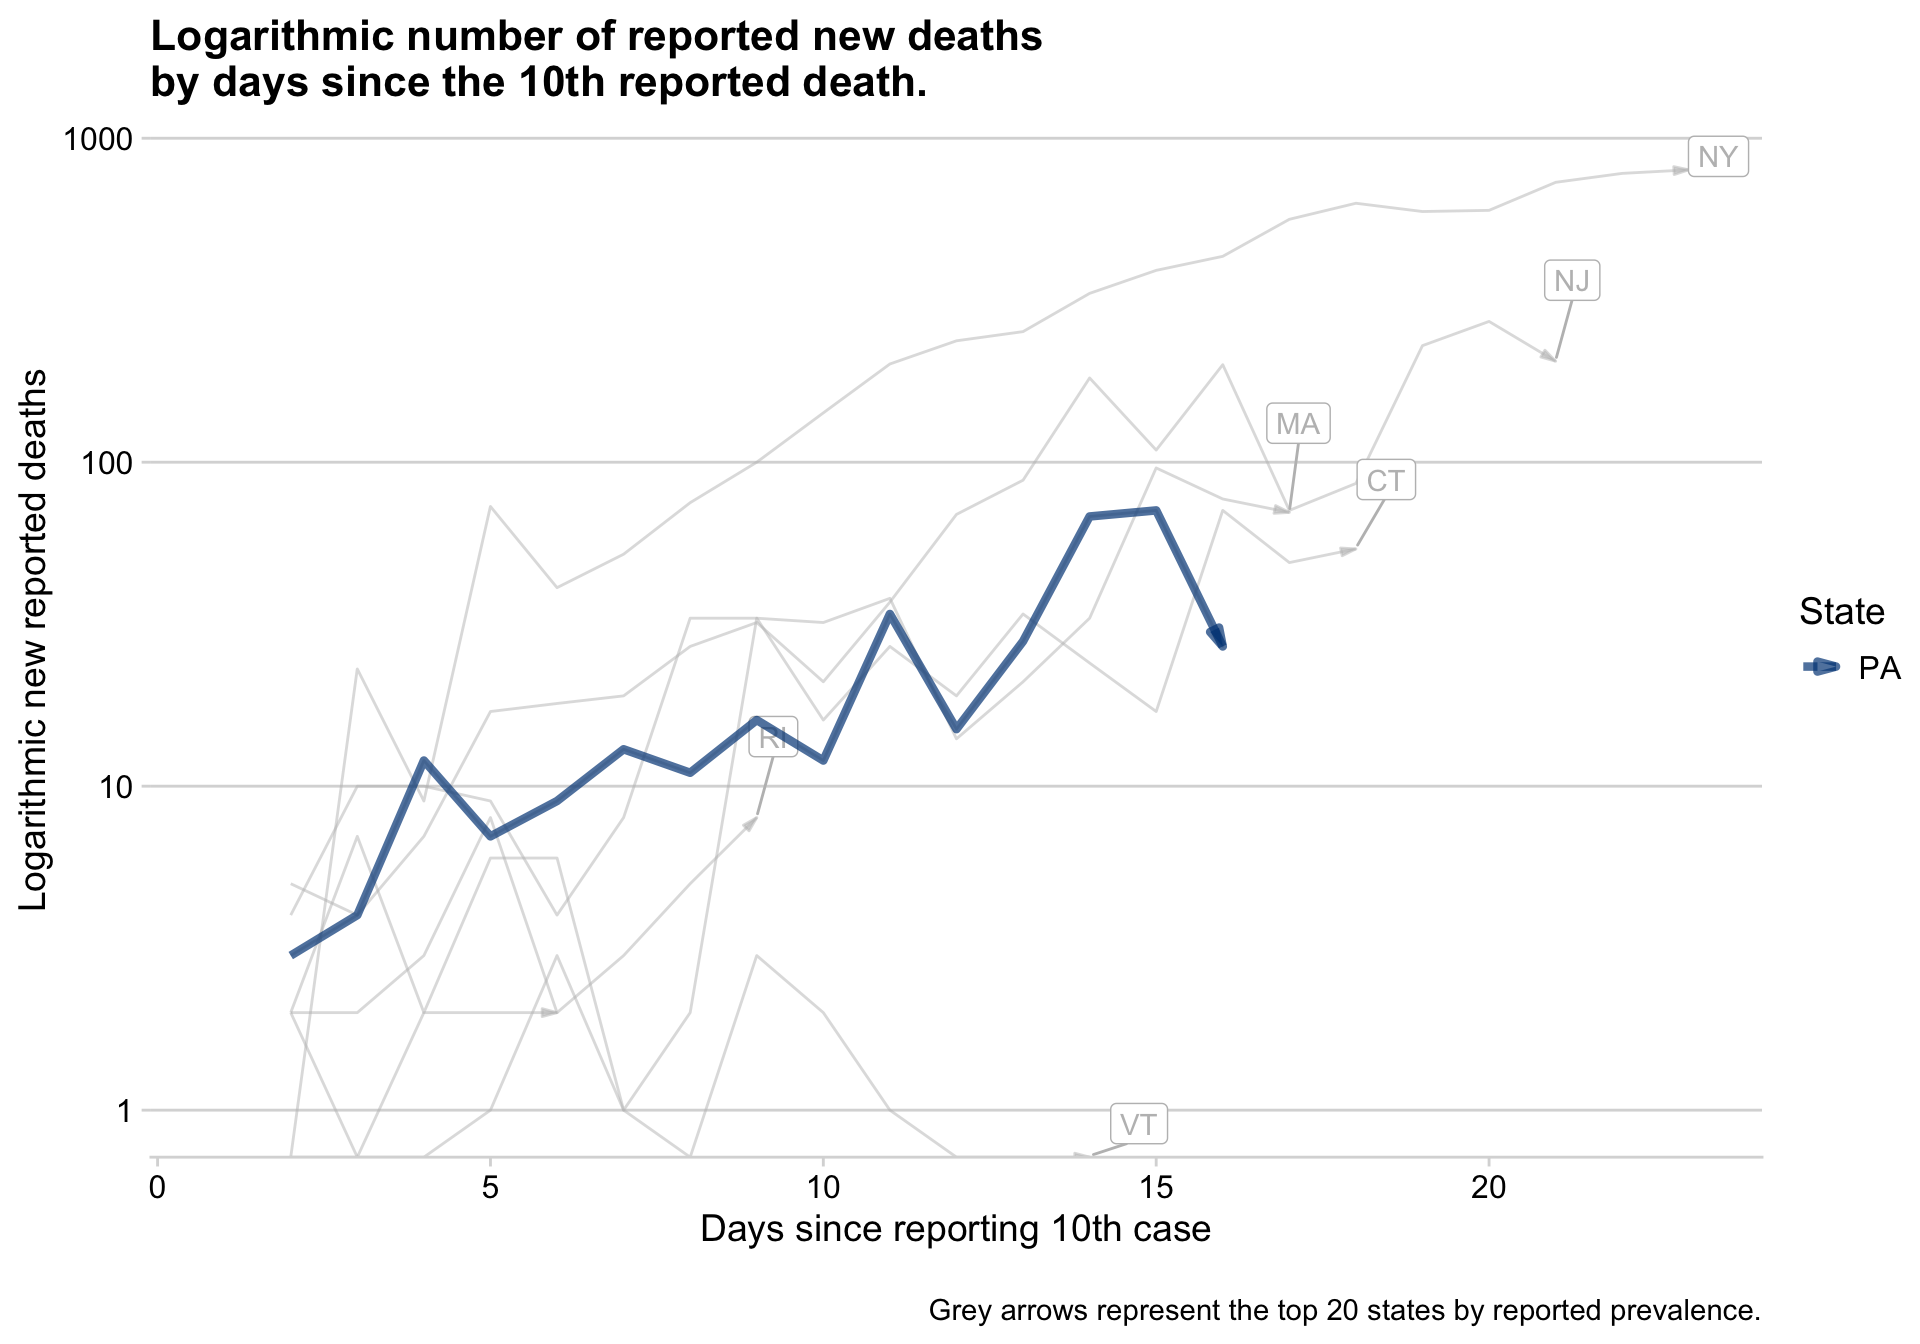 Logarithmic number of reported new deaths
by days since the 10th reported death.
1000
100
10
1
Logarithmic new reported deaths
NY
NJ
MA
CT
RI
VT
0 5 10 15 20
Days since reporting 10th case
State
PA
Grey arrows represent the top 20 states by reported prevalence.